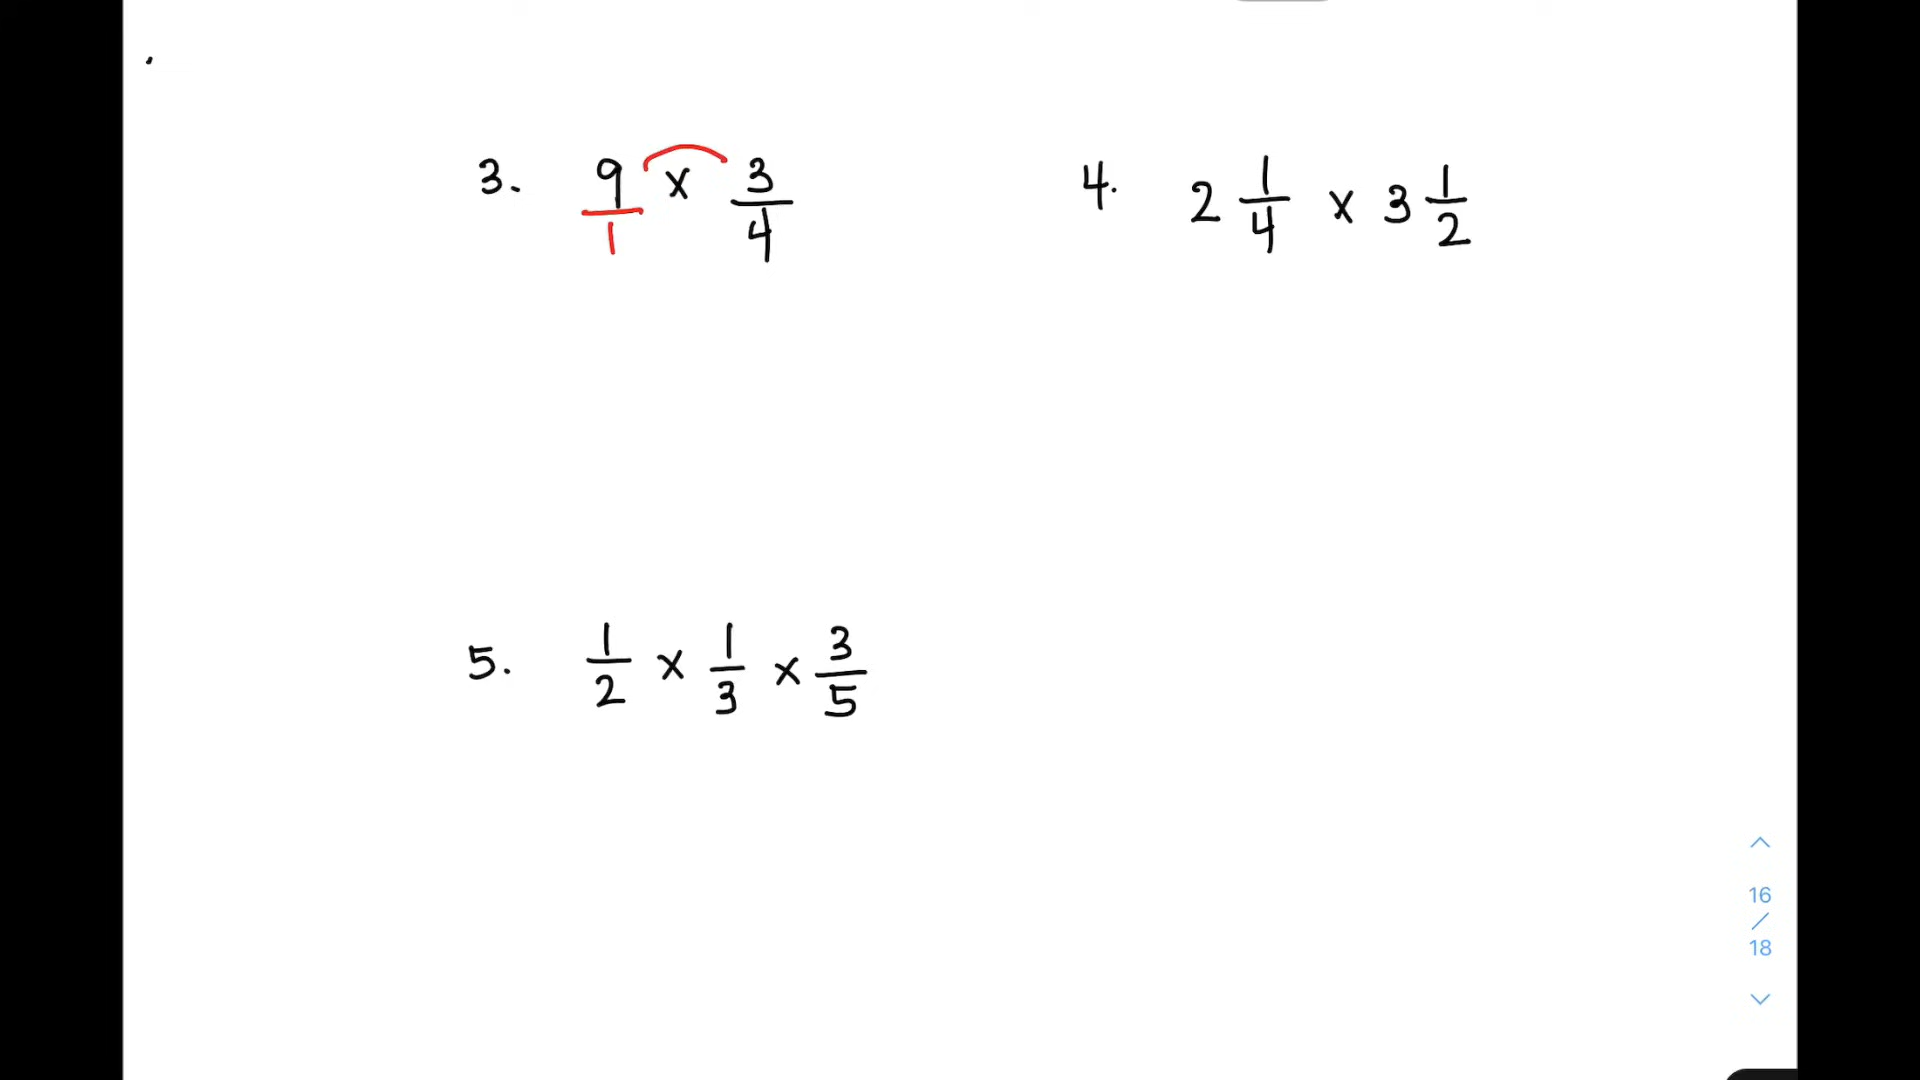 3. 9/1 x 3/4
4. 2 1/4 x 3 1/2
5. 1/2 x 1/3 x 3/5
16
/
18